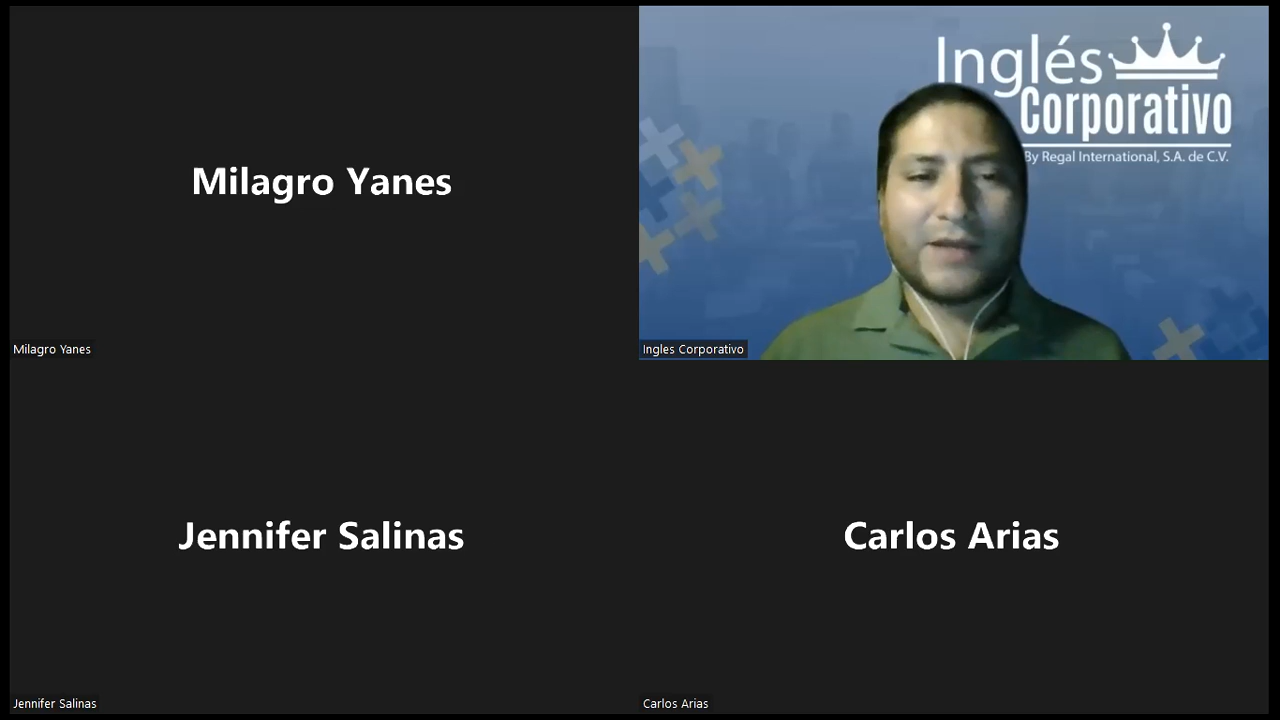 Milagro Yanes
Milagro Yanes
Inglés
Corporativo
By Regal International, S.A. de C.V.
Ingles Corporativo
Jennifer Salinas
Jennifer Salinas
Carlos Arias
Carlos Arias